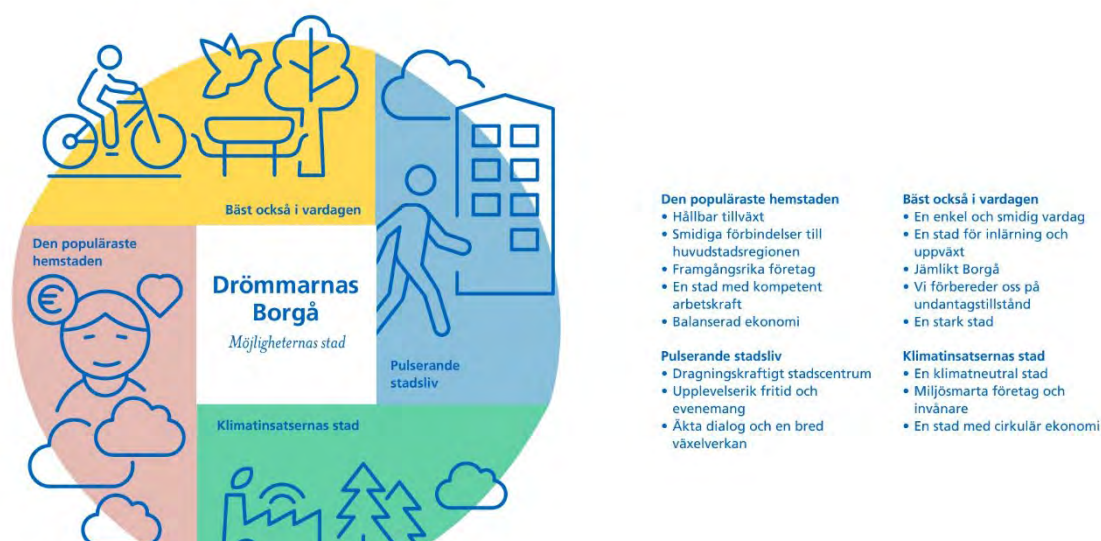 Bäst också i vardagen
Den populäraste
hemstaden
€
Drömmarnas
Borgå
Möjligheternas stad
Pulserande
stadsliv
Klimatinsatsernas stad
Den populäraste hemstaden
• Hållbar tillväxt
• Smidiga förbindelser till
huvudstadsregionen
• Framgångsrika företag
• En stad med kompetent
arbetskraft
• Balanserad ekonomi
Pulserande stadsliv
• Dragningskraftigt stadscentrum
• Upplevelserik fritid och
evenemang
• Äkta dialog och en bred
växelverkan
Bäst också i vardagen
• En enkel och smidig vardag
• En stad för inlärning och
uppväxt
• Jämlikt Borgå
• Vi förbereder oss på
undantagstillstånd
• En stark stad
Klimatinsatsernas stad
• En klimatneutral stad
• Miljösmarta företag och
invånare
• En stad med cirkulär ekonomi